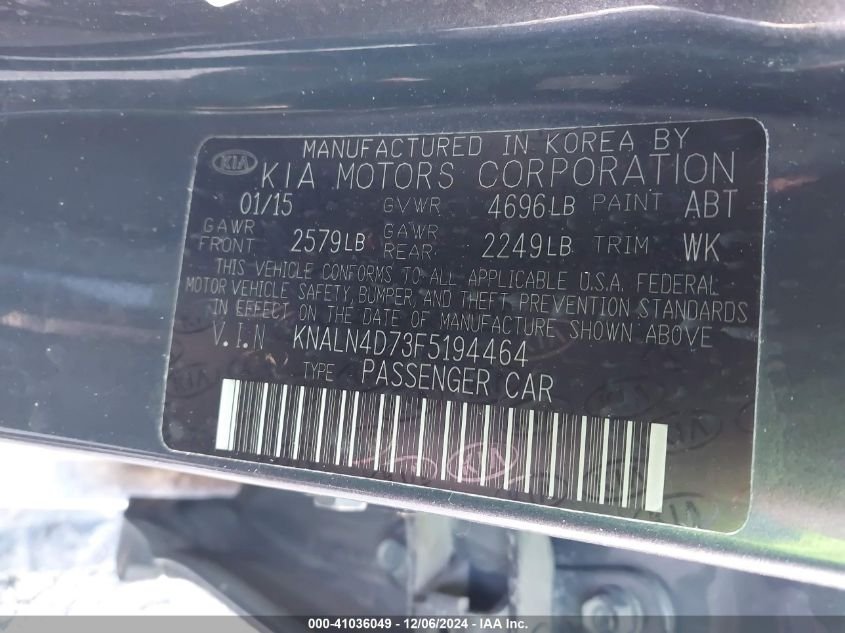 MANUFACTURED IN KOREA BY
KIA KIA MOTORS CORPORATION
01/15 GVWR 4696LB PAINT ABT
GAWR FRONT 2579LB GAWR REAR: 2249LB TRIM WK
THIS VEHICLE CONFORMS TO ALL APPLICABLE U.S.A. FEDERAL
MOTOR VEHICLE SAFETY, BUMPER, AND THEFT PREVENTION STANDARDS
IN EFFECT ON THE DATE OF MANUFACTURE SHOWN ABOVE
V.I.N KNALN4D73F5194464
TYPE PASSENGER CAR
KIA
000-41036049 - 12/06/2024 - IAA Inc.